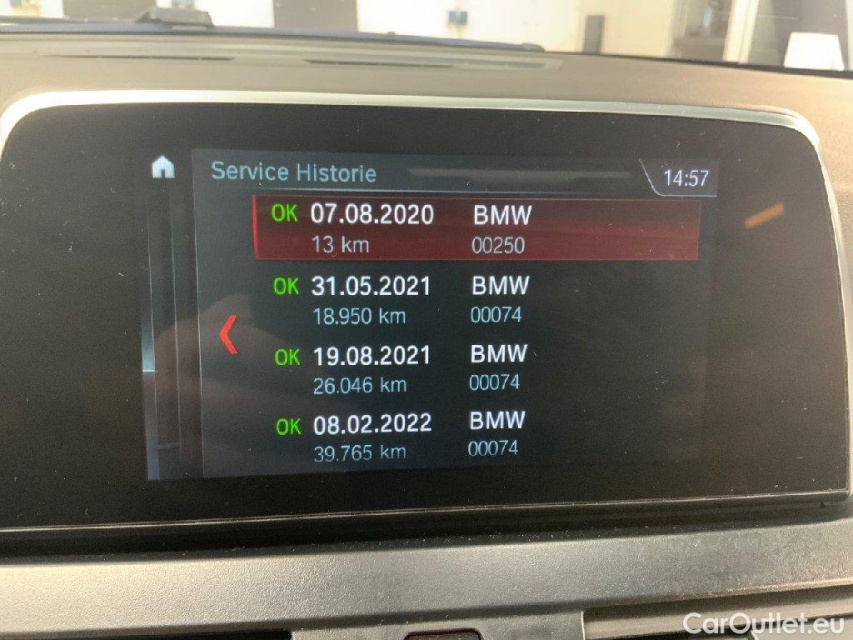 Service Historie 14:57
OK 07.08.2020 BMW
13 km 00250
OK 31.05.2021 BMW
18.950 km 00074
OK 19.08.2021 BMW
26.046 km 00074
OK 08.02.2022 BMW
39.765 km 00074
CarOutlet.eu